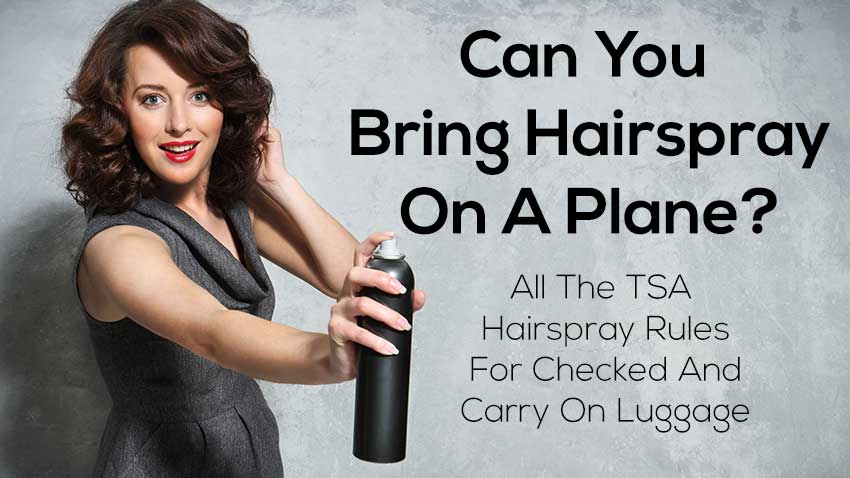 Can You
Bring Hairspray
On A Plane?
All The TSA
Hairspray Rules
For Checked And
Carry On Luggage